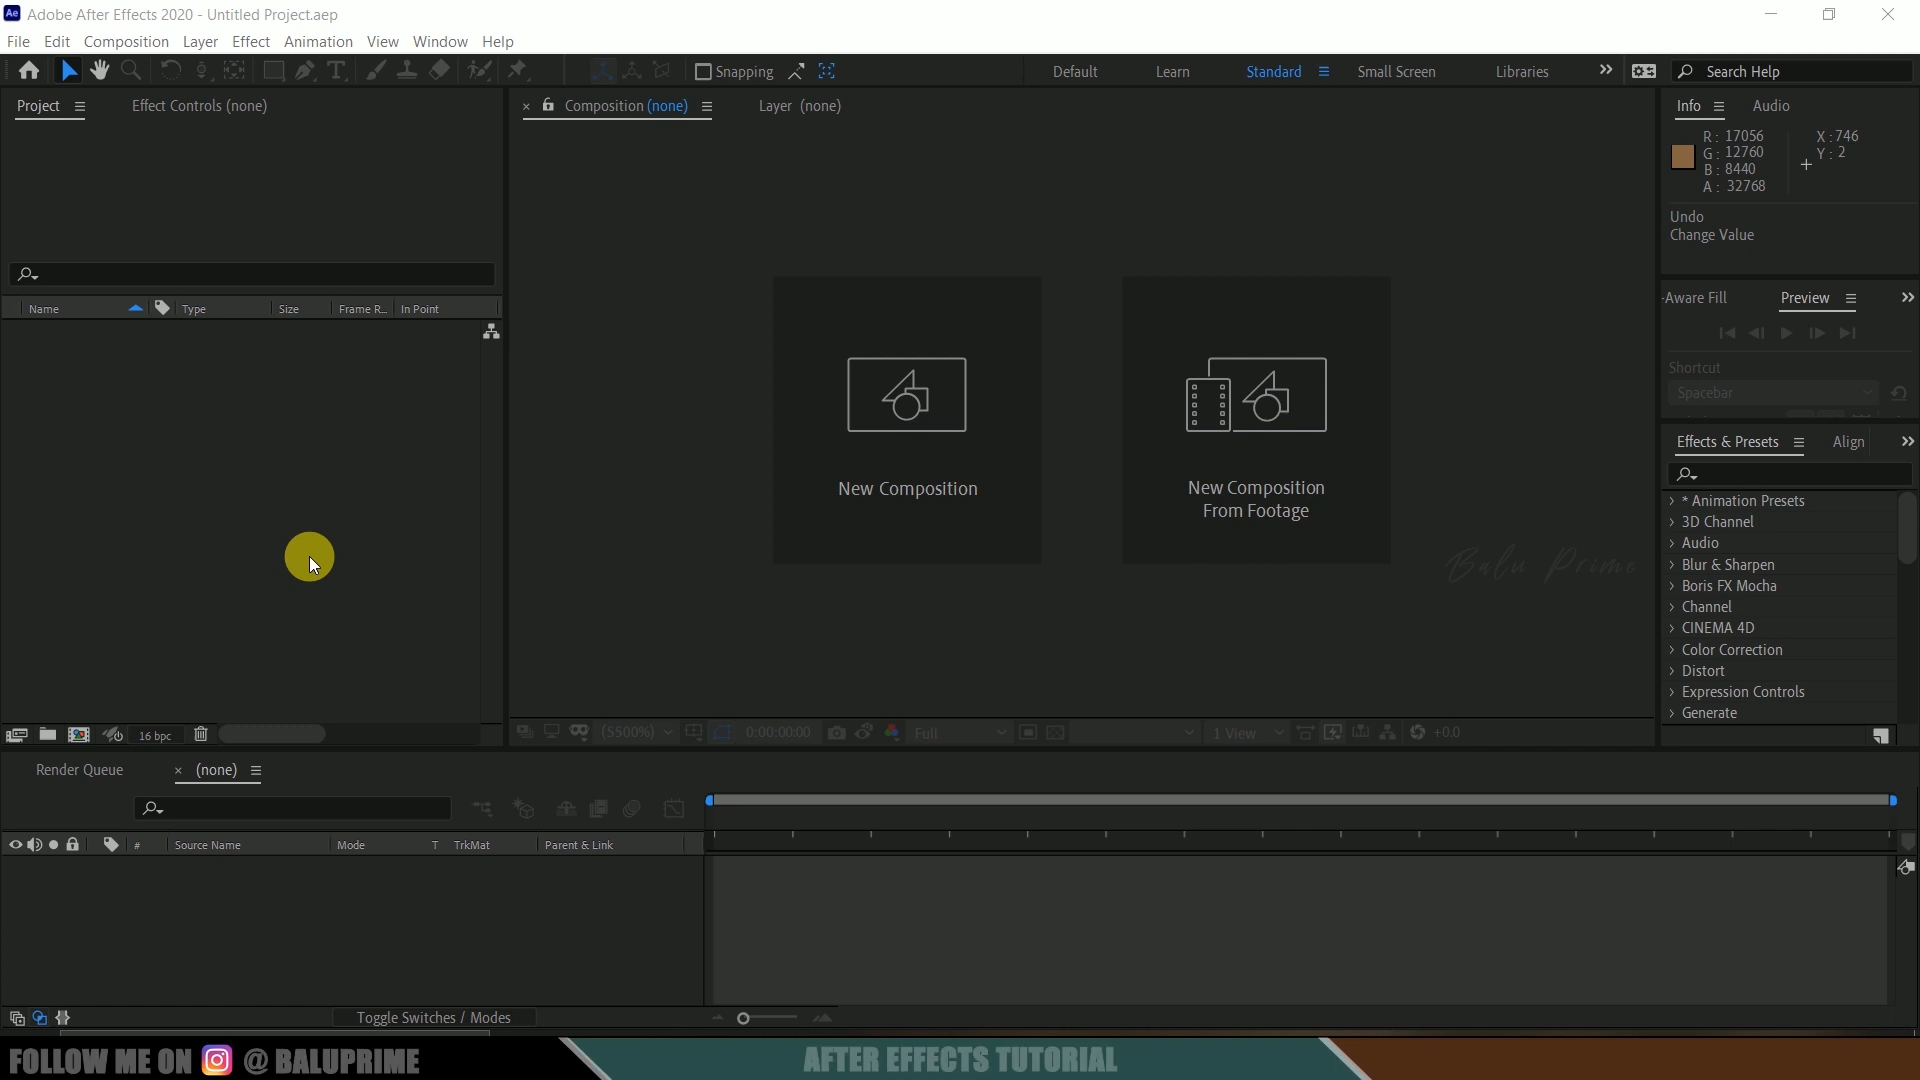 Ae Adobe After Effects 2020 - Untitled Project.aep
File Edit Composition Layer Effect Animation View Window Help
Snapping Default Learn Standard Small Screen Libraries Search Help
Project Effect Controls (none) Composition (none) Layer (none) Info Audio
R: 17056 X: 746
G: 12760 Y: 2
B: 8440
A: 32768
Undo
Change Value
Name Type Size Frame R... In Point
-Aware Fill Preview
Shortcut
Spacebar
New Composition
New Composition
From Footage
Effects & Presets Align
* Animation Presets
3D Channel
Audio
Blur & Sharpen
Boris FX Mocha
Channel
CINEMA 4D
Color Correction
Distort
Expression Controls
Generate
Balu Prime
16 bpc (5500%) 0:00:00:00 Full 1 View +0.0
Render Queue (none)
# Source Name Mode T TrkMat Parent & Link
Toggle Switches / Modes
FOLLOW ME ON @ BALUPRIME AFTER EFFECTS TUTORIAL